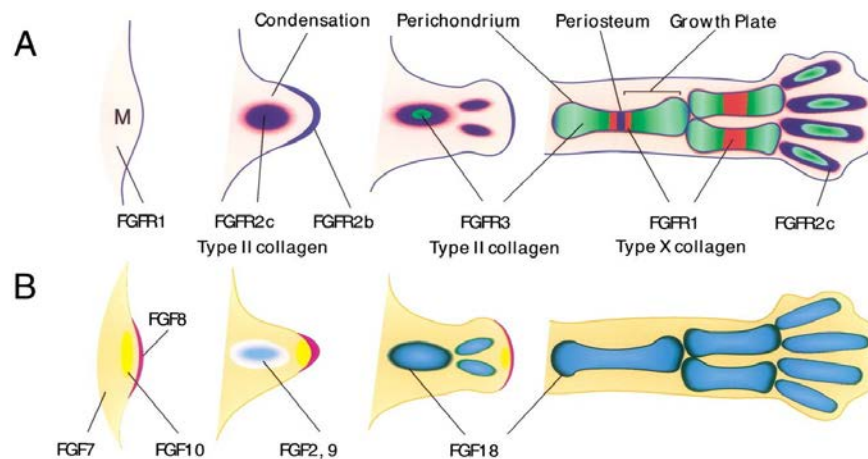 Condensation Perichondrium Periosteum Growth Plate
A
M
FGFR1 FGFR2c FGFR2b FGFR3 FGFR1 FGFR2c
Type II collagen Type II collagen Type X collagen
B
FGF8
FGF7 FGF10 FGF2, 9 FGF18